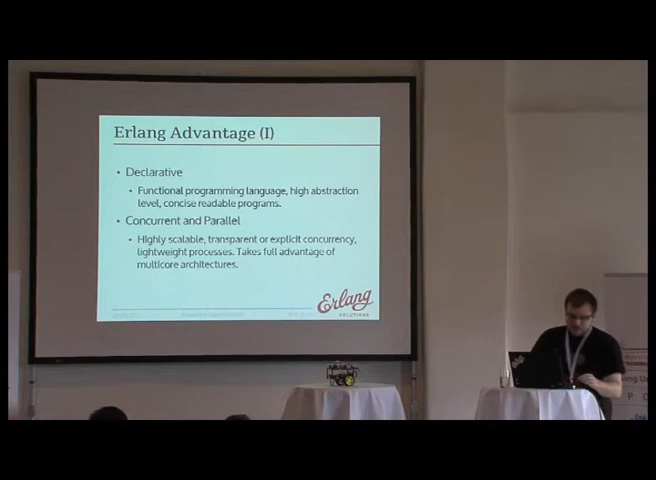 Erlang Advantage (I)
• Declarative
• Functional programming language, high abstraction
level, concise readable programs.
• Concurrent and Parallel
• Highly scalable, transparent or explicit concurrency,
lightweight processes. Takes full advantage of
multicore architectures.
Erlang
SOLUTIONS